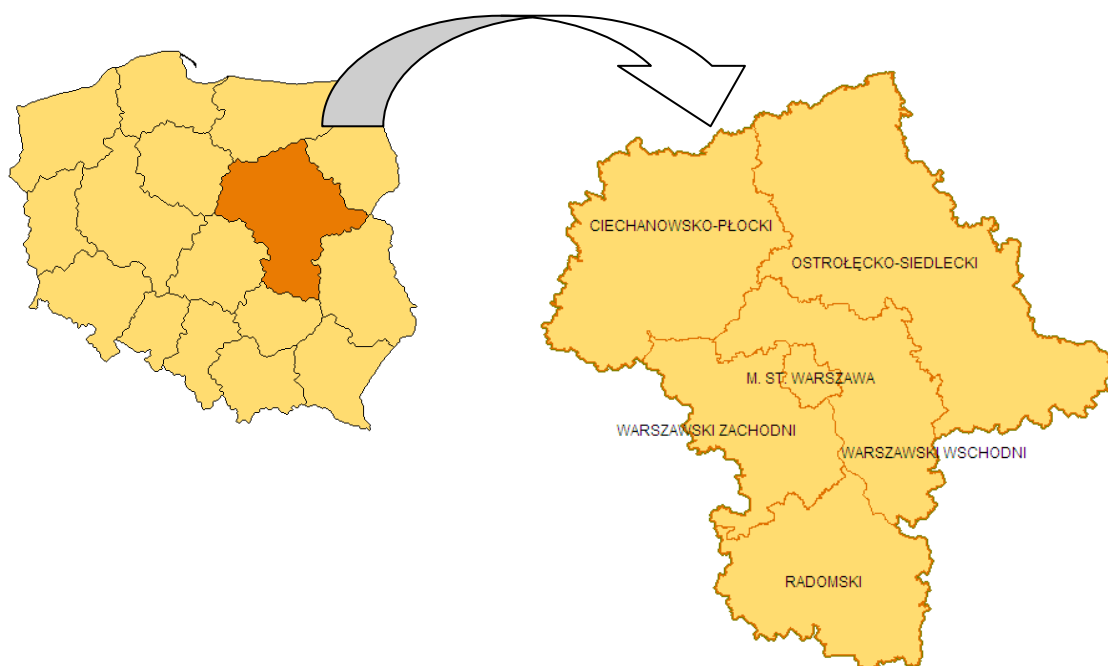 CIECHANOWSKO-PŁOCKI
OSTROŁĘCKO-SIEDLECKI
M. ST. WARSZAWA
WARSZAWSKI ZACHODNI
WARSZAWSKI WSCHODNI
RADOMSKI